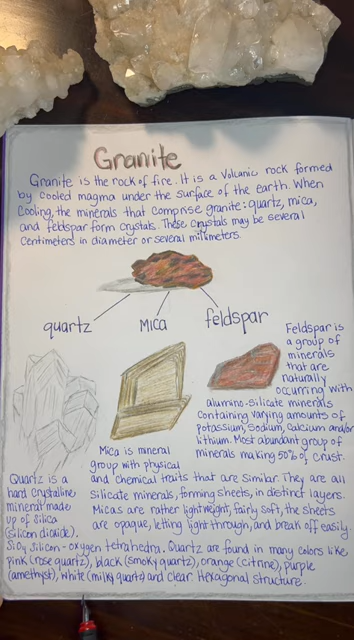 Granite
Granite is the rock of fire. It is a Volcanic rock formed
by cooled magma under the surface of the earth. When
Cooling, the minerals that comprise granite: quartz, mica,
and feldspar form crystals. These crystals may be several
Centimeters in diameter or several millimeters.
quartz
Mica
feldspar
Feldspar is
a group of
minerals
that are
naturally
occurring with
alumino-silicate minerals
Containing varying amounts of
potassium, sodium, calcium and/or
lithium. Most abundant group of
minerals making 50% of crust.
Mica is mineral
group with physical
and chemical traits that are similar. They are all
Silicate minerals, forming sheets, in distinct layers.
Micas are rather lightweight, fairly soft, the sheets
are opaque, letting light through, and break off easily.
Quartz is a
hard crystalline
mineral made
up of silica
(silicon dioxide).
SiO4 silicon-oxygen tetrahedra. Quartz are found in many colors like
pink (rose quartz), black (smoky quartz), orange (citrine), purple
(amethyst), white (milky quartz) and clear. Hexagonal structure.